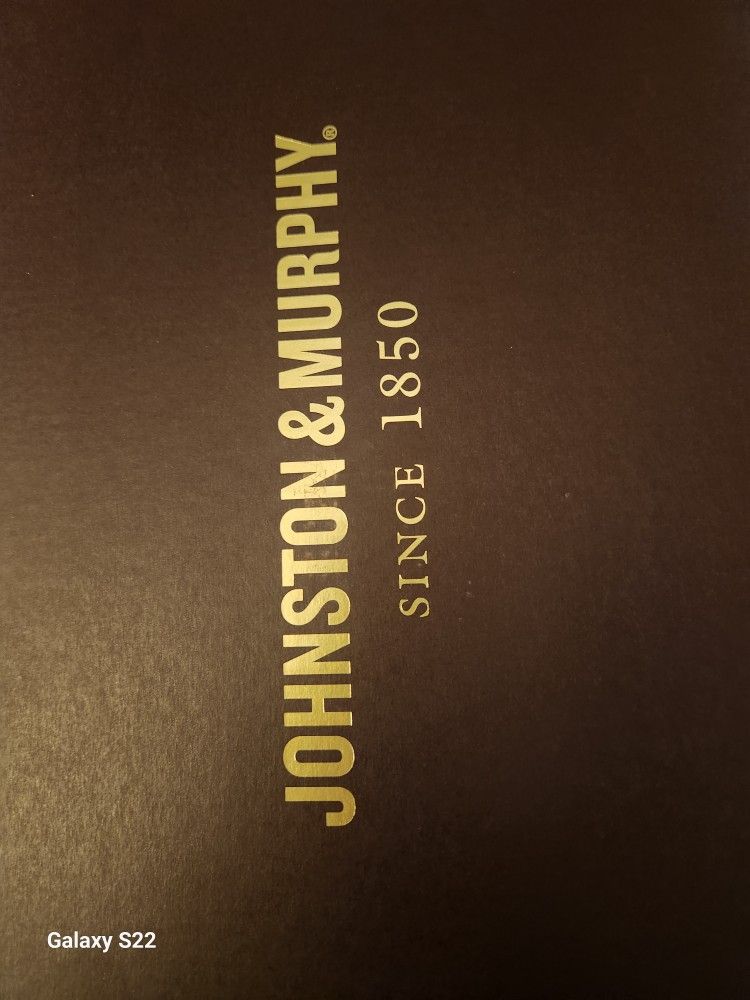 JOHNSTON & MURPHY.®
SINCE 1850
Galaxy S22